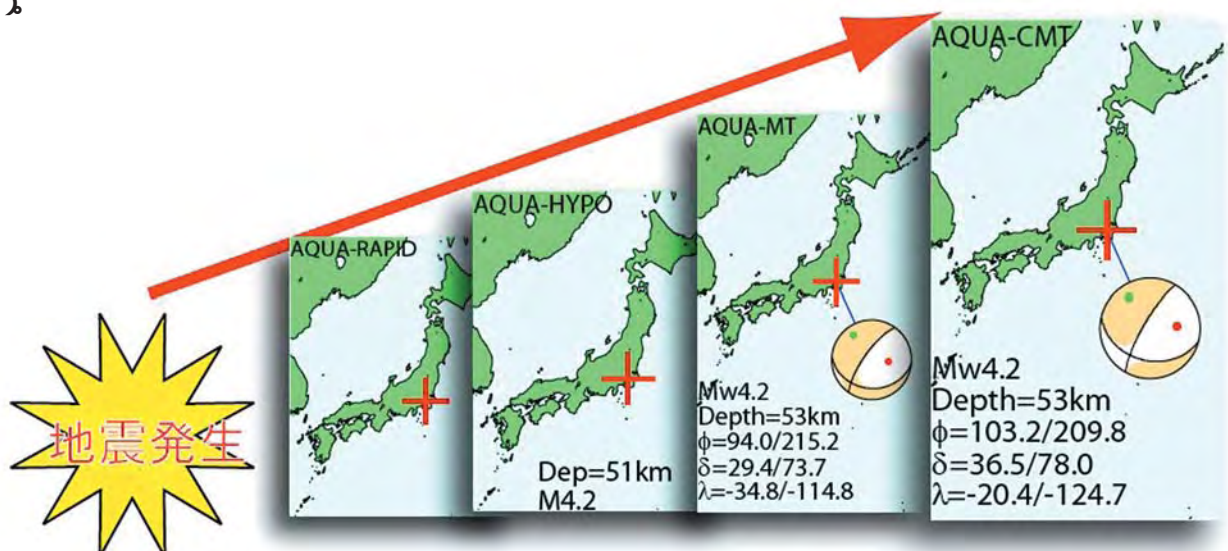 る
地震発生
AQUA-RAPID
AQUA-HYPO
Dep=51km
M4.2
AQUA-MT
Mw4.2
Depth=53km
ϕ=94.0/215.2
δ=29.4/73.7
λ=-34.8/-114.8
AQUA-CMT
Mw4.2
Depth=53km
ϕ=103.2/209.8
δ=36.5/78.0
λ=-20.4/-124.7